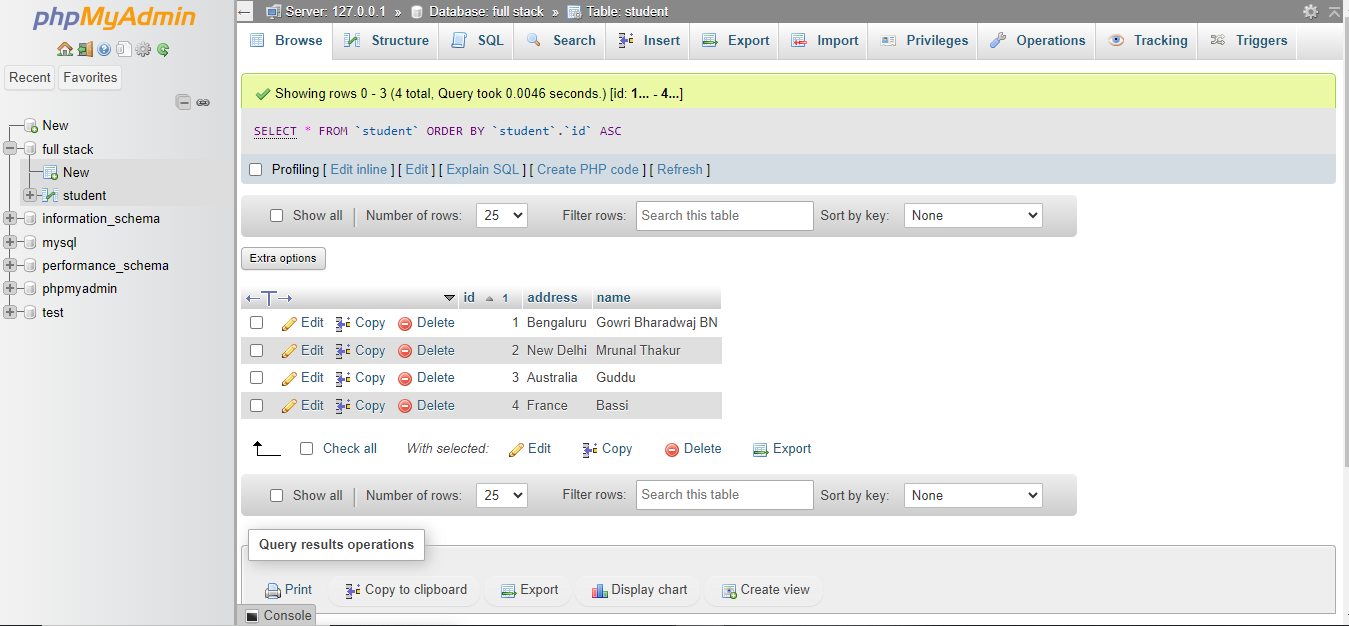 phpMyAdmin
Recent Favorites
New
full stack
New
student
information_schema
mysql
performance_schema
phpmyadmin
test
Server: 127.0.0.1 » Database: full stack » Table: student
Browse Structure SQL Search Insert Export Import Privileges Operations Tracking Triggers
Showing rows 0 - 3 (4 total, Query took 0.0046 seconds.) [id: 1... - 4...]
SELECT * FROM `student` ORDER BY `student`.`id` ASC
Profiling [ Edit inline ] [ Edit ] [ Explain SQL ] [ Create PHP code ] [ Refresh ]
Show all Number of rows: 25 Filter rows: Search this table Sort by key: None
Extra options
id 1 address name
Edit Copy Delete 1 Bengaluru Gowri Bharadwaj BN
Edit Copy Delete 2 New Delhi Mrunal Thakur
Edit Copy Delete 3 Australia Guddu
Edit Copy Delete 4 France Bassi
Check all With selected: Edit Copy Delete Export
Show all Number of rows: 25 Filter rows: Search this table Sort by key: None
Query results operations
Print Copy to clipboard Export Display chart Create view
Console